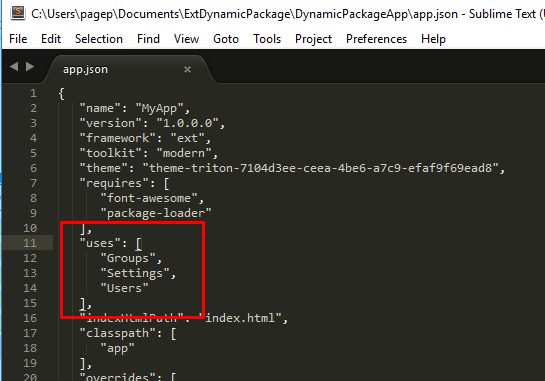 C:\Users\pagep\Documents\ExtDynamicPackage\DynamicPackageApp\app.json - Sublime Text (
File Edit Selection Find View Goto Tools Project Preferences Help
app.json ×
1 {
2 "name": "MyApp",
3 "version": "1.0.0.0",
4 "framework": "ext",
5 "toolkit": "modern",
6 "theme": "theme-triton-7104d3ee-ceea-4be6-a7c9-efaf9f69ead8",
7 "requires": [
8 "font-awesome",
9 "package-loader"
10 ],
11 "uses": [
12 "Groups",
13 "Settings",
14 "Users"
15 ],
16 "indexHtmlPath": "index.html",
17 "classpath": [
18 "app"
19 ],
20 "overrides": [